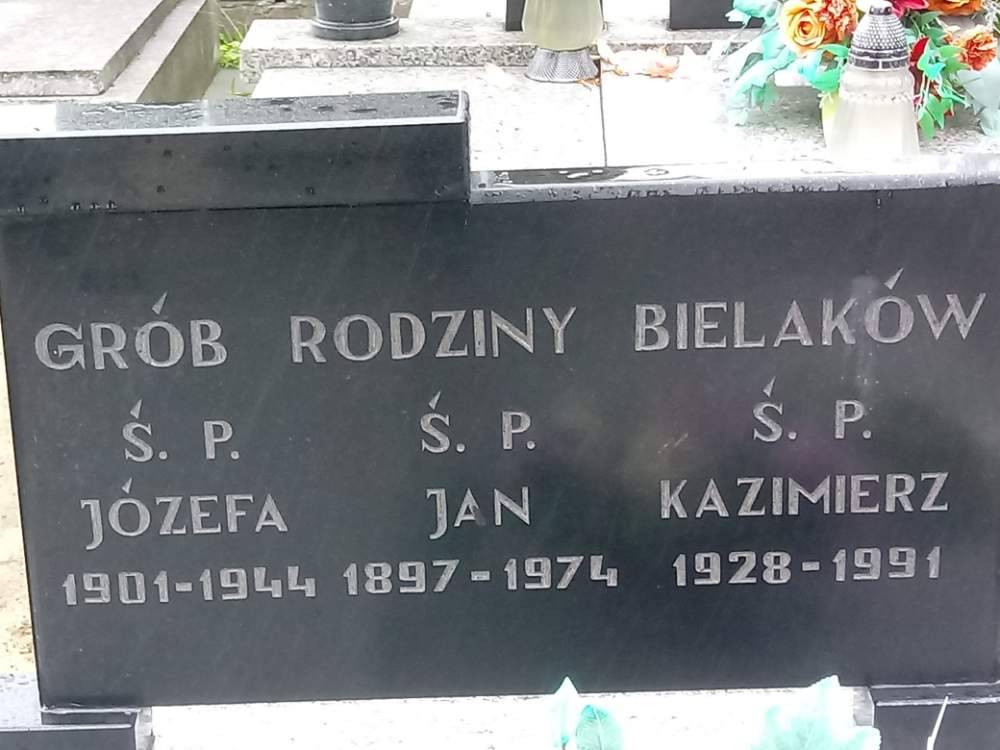 GRÓB RODZINY BIELAKÓW
Ś. P. Ś. P. Ś. P.
JÓZEFA JAN KAZIMIERZ
1901-1944 1897-1974 1928-1991